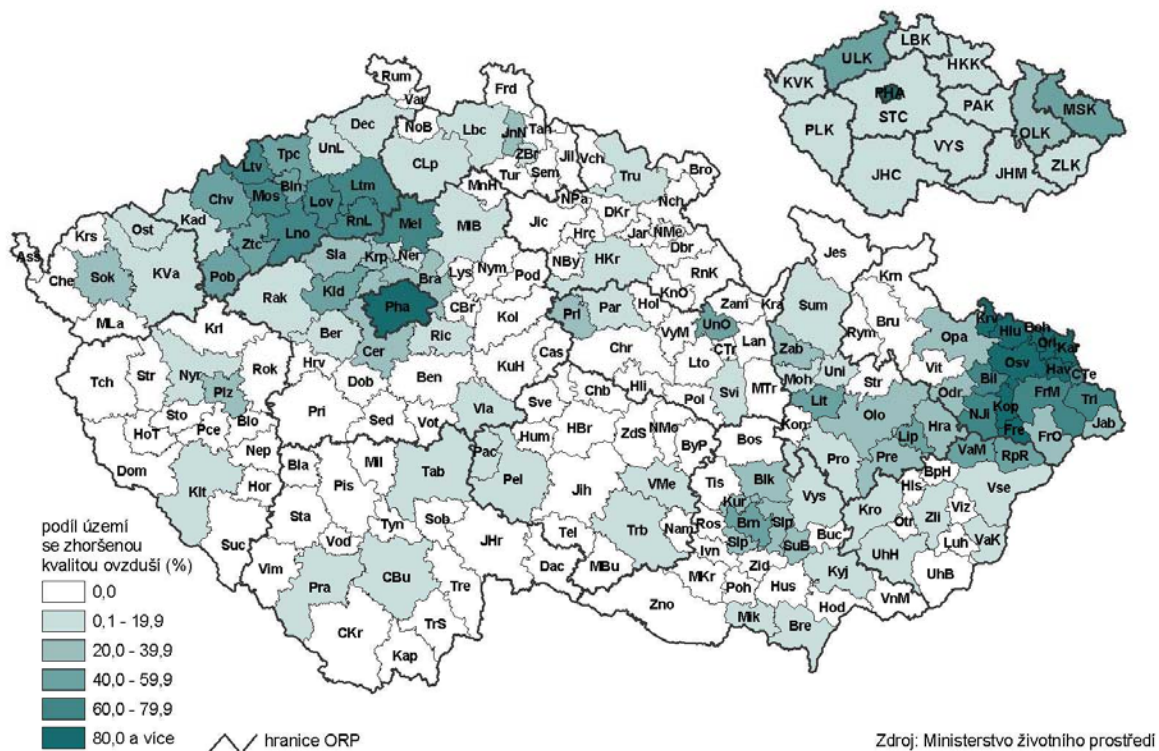 Rum
Var
Frd
Dec
NoB
Lbc
JnN
Tan
Tpc
UnL
ZBr
Jil
Vch
Ltv
CLp
Sem
Tru
Bro
Bln
Tur
Mos
Ltm
MnH
Chv
Lov
NPa
Nch
Kad
RnL
Mel
Jic
DKr
Ost
Lno
MlB
Hrc
Jar
NMe
Krs
Ztc
Dbr
Ass
Che
Sok
KVa
Pob
Sla
Krp
Ner
NBy
HKr
RnK
Jes
Bra
Lys
Nym
Pod
Krn
Rak
Kld
Pha
CBr
Prl
Par
Hol
KnO
Zam
Kra
Sum
MLa
Krl
Ber
Ric
Kol
VyM
UnO
Lan
Rym
Bru
Opa
Krv
Hlu
Boh
Orl
Kar
Cer
Cas
Chr
CTr
Zab
Vit
Osv
Hav
CTe
Tch
Str
Nyr
Rok
Hrv
KuH
Lto
Moh
Uni
Bil
FrM
Plz
Dob
Ben
Hli
Svi
MTr
Str
Odr
Tri
Sto
Blo
Pri
Sed
Vot
Vla
Sve
Chb
Pol
Lit
Olo
Hra
NJi
Kop
Jab
HoT
Pce
Hum
HBr
ZdS
NMo
Kon
Fre
FrO
Nep
Pac
ByP
Bos
Lip
VaM
RpR
Dom
Bla
Mil
Tab
Pel
Pro
Pre
BpH
Klt
Hor
Pis
Jih
VMe
Tis
Blk
Hls
Vse
Sta
Tyn
Sob
Kur
Vys
Kro
Otr
Zli
Viz
Suc
Vod
JHr
Tel
Trb
Nam
Ros
Brn
Slp
Buc
VaK
Vim
Slp
SuB
UhH
Luh
Pra
CBu
Dac
MBu
Ivn
Zid
Kyj
UhB
Tre
MKr
Poh
Hus
CKr
TrS
Zno
Hod
VnM
Kap
Mik
Bre
LBK
ULK
HKK
KVK
PHA
STC
PAK
MSK
PLK
OLK
VYS
ZLK
JHC
JHM
podíl území
se zhoršenou
kvalitou ovzduší (%)
0,0
0,1 - 19,9
20,0 - 39,9
40,0 - 59,9
60,0 - 79,9
80,0 a více
hranice ORP
Zdroj: Ministerstvo životního prostředí